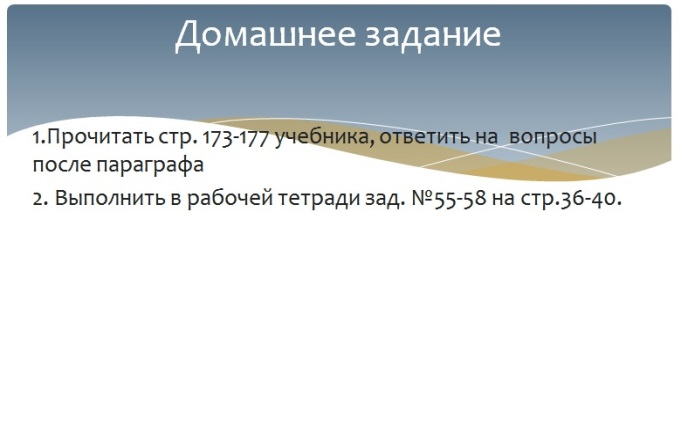 Домашнее задание
1.Прочитать стр. 173-177 учебника, ответить на вопросы
после параграфа
2. Выполнить в рабочей тетради зад. №55-58 на стр.36-40.